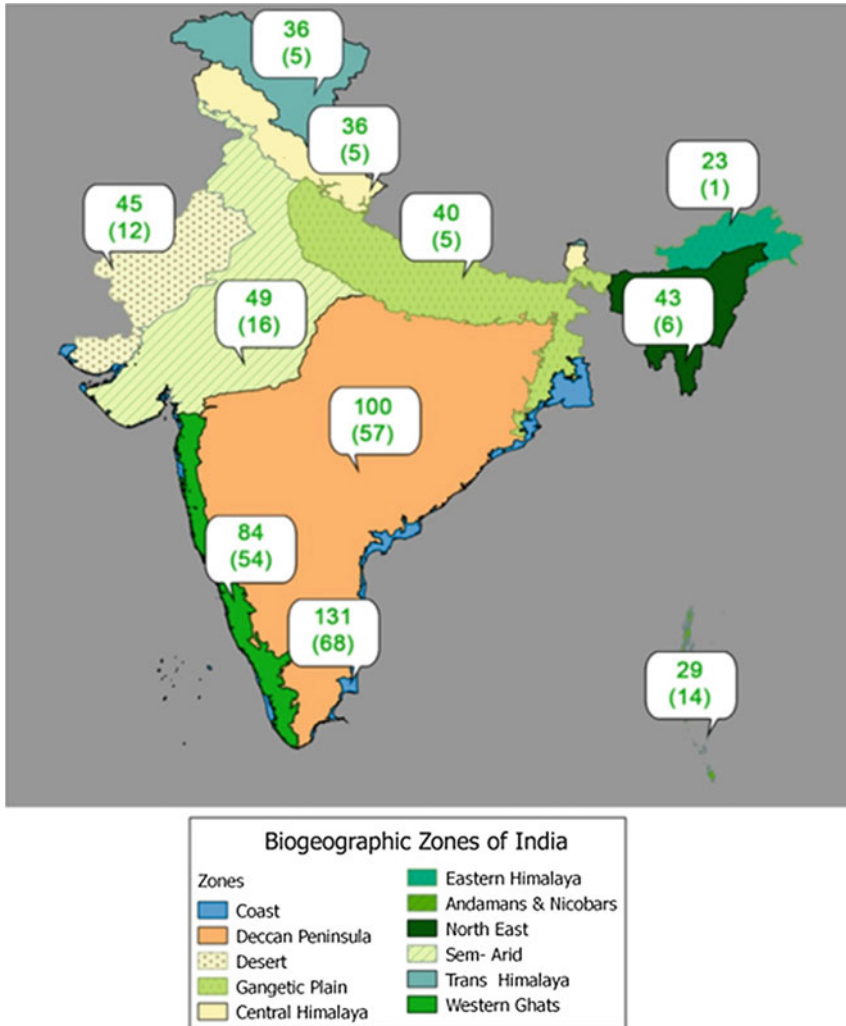 36
(5)
36
(5)
23
(1)
45
(12)
40
(5)
49
(16)
43
(6)
100
(57)
84
(54)
131
(68)
29
(14)
Biogeographic Zones of India
Zones
Coast
Deccan Peninsula
Desert
Gangetic Plain
Central Himalaya
Eastern Himalaya
Andamans & Nicobars
North East
Sem- Arid
Trans Himalaya
Western Ghats